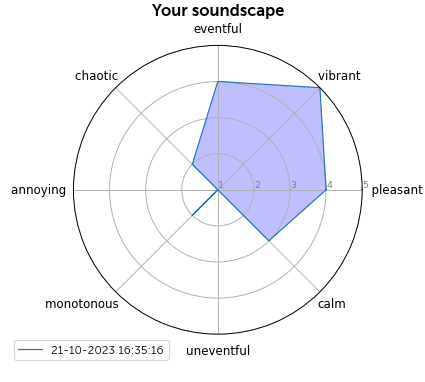 Your soundscape
eventful
chaotic
vibrant
annoying
1
2
3
4
5
pleasant
monotonous
calm
uneventful
21-10-2023 16:35:16